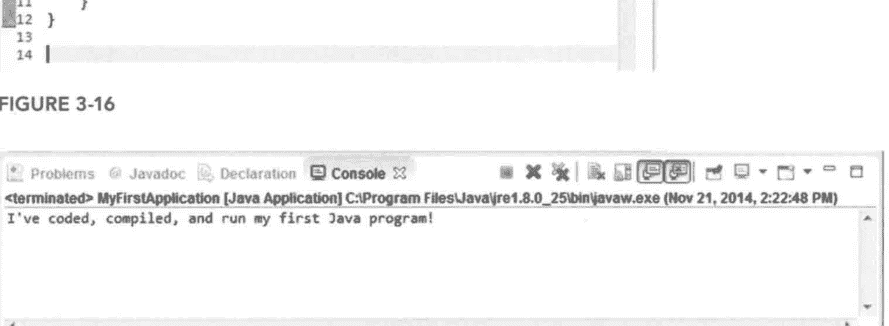 11 }
12 }
13
14
FIGURE 3-16
Problems @ Javadoc Declaration Console
<terminated> MyFirstApplication [Java Application] C:\Program Files\Java\jre1.8.0_25\bin\javaw.exe (Nov 21, 2014, 2:22:48 PM)
I've coded, compiled, and run my first Java program!